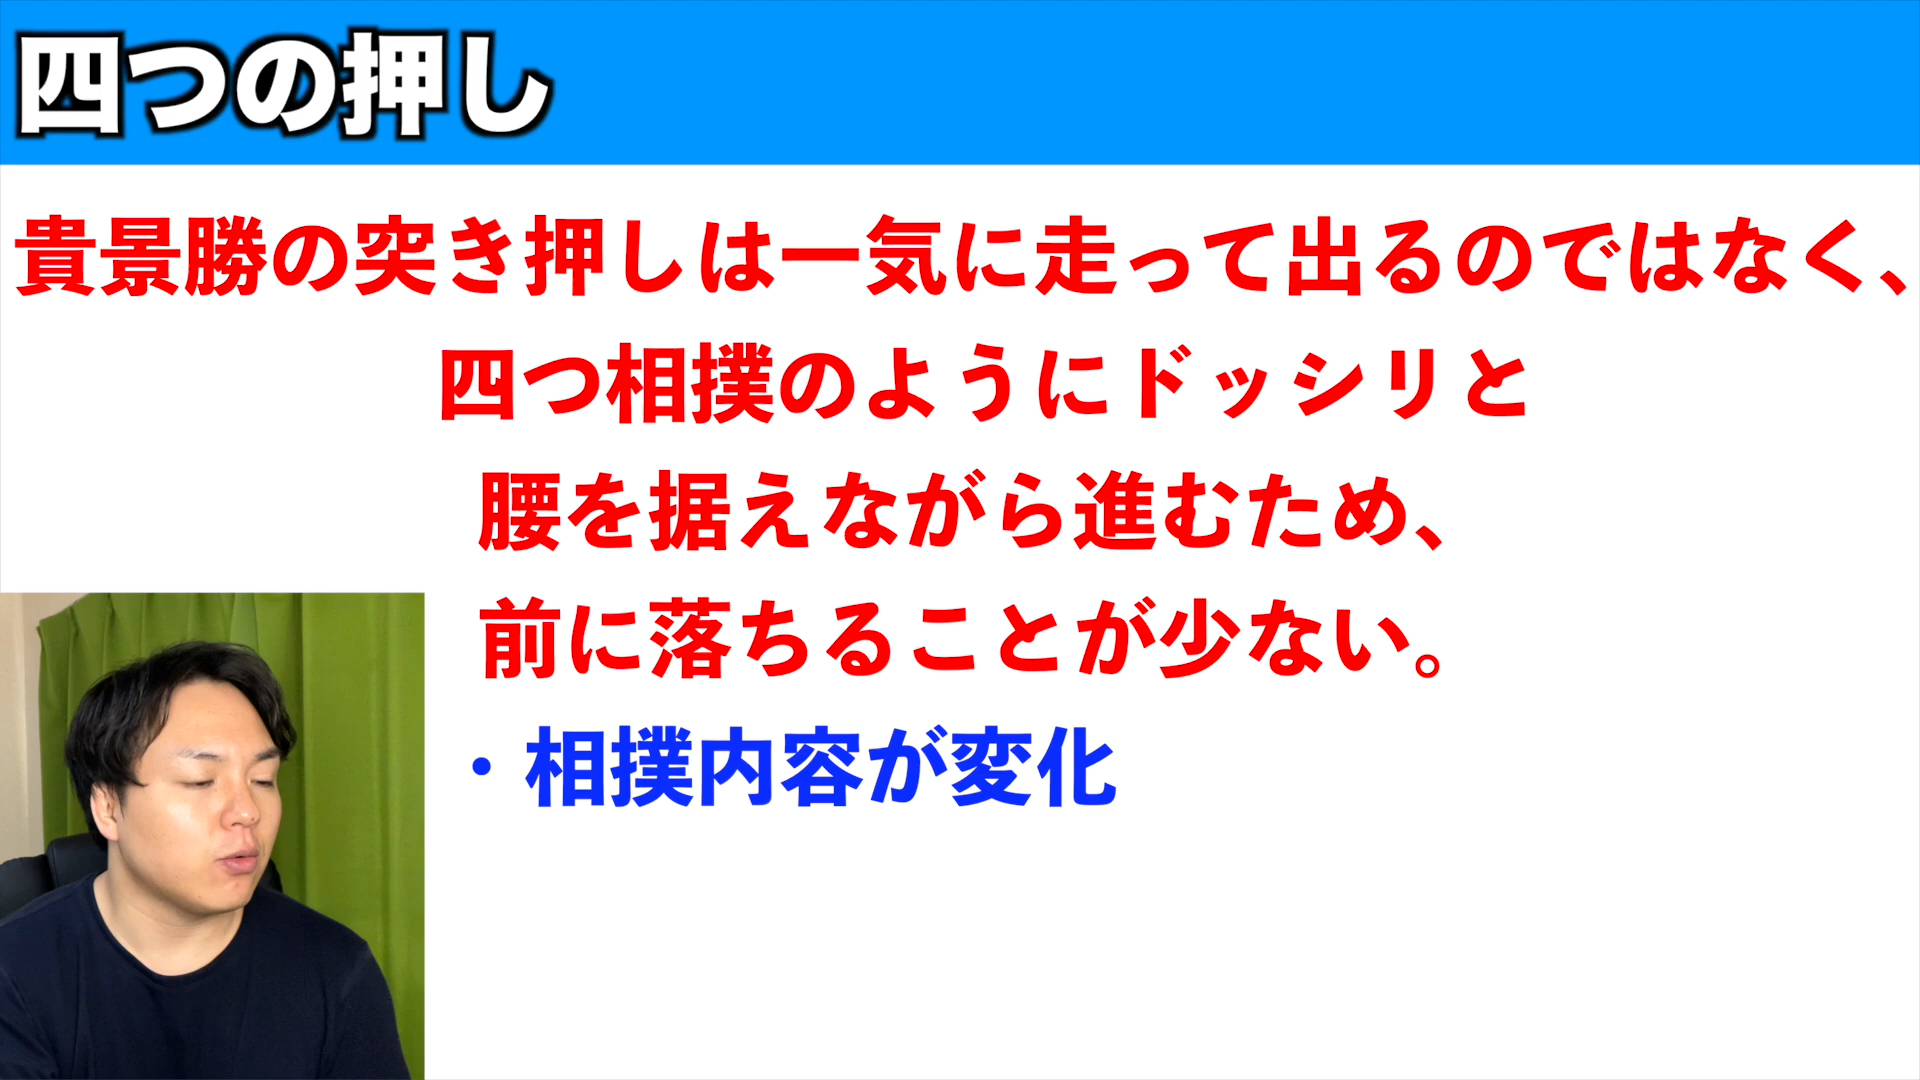 四つの押し
貴景勝の突き押しは一気に走って出るのではなく、
四つ相撲のようにドッシリと
腰を据えながら進むため、
前に落ちることが少ない。
・相撲内容が変化